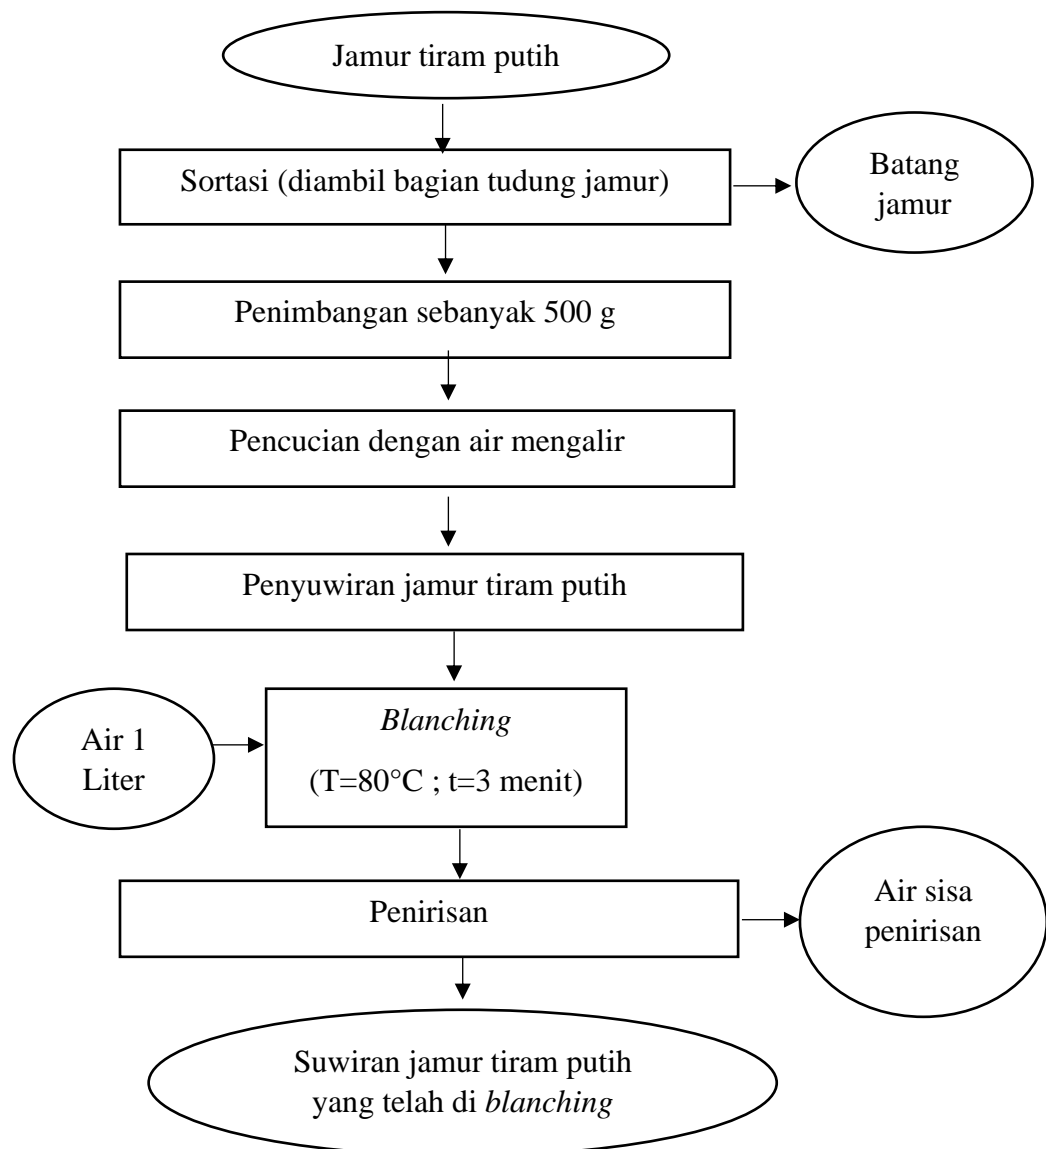 Jamur tiram putih
Sortasi (diambil bagian tudung jamur)
Batang
jamur
Penimbangan sebanyak 500 g
Pencucian dengan air mengalir
Penyuwiran jamur tiram putih
Air 1
Liter
Blanching
(T=80°C ; t=3 menit)
Penirisan
Air sisa
penirisan
Suwiran jamur tiram putih
yang telah di blanching